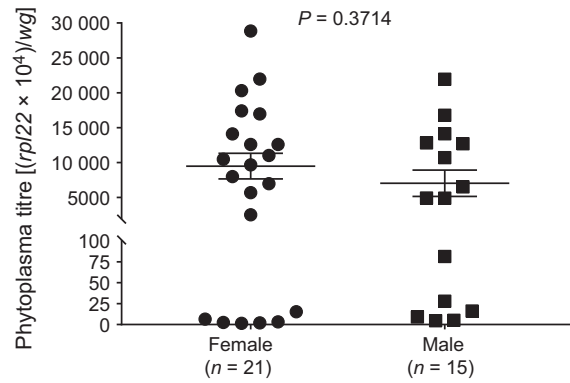 P = 0.3714
Phytoplasma titre [(rpl22 × 10⁴)/wg]
30 000
25 000
20 000
15 000
10 000
5000
100
75
50
25
0
Female
(n = 21)
Male
(n = 15)